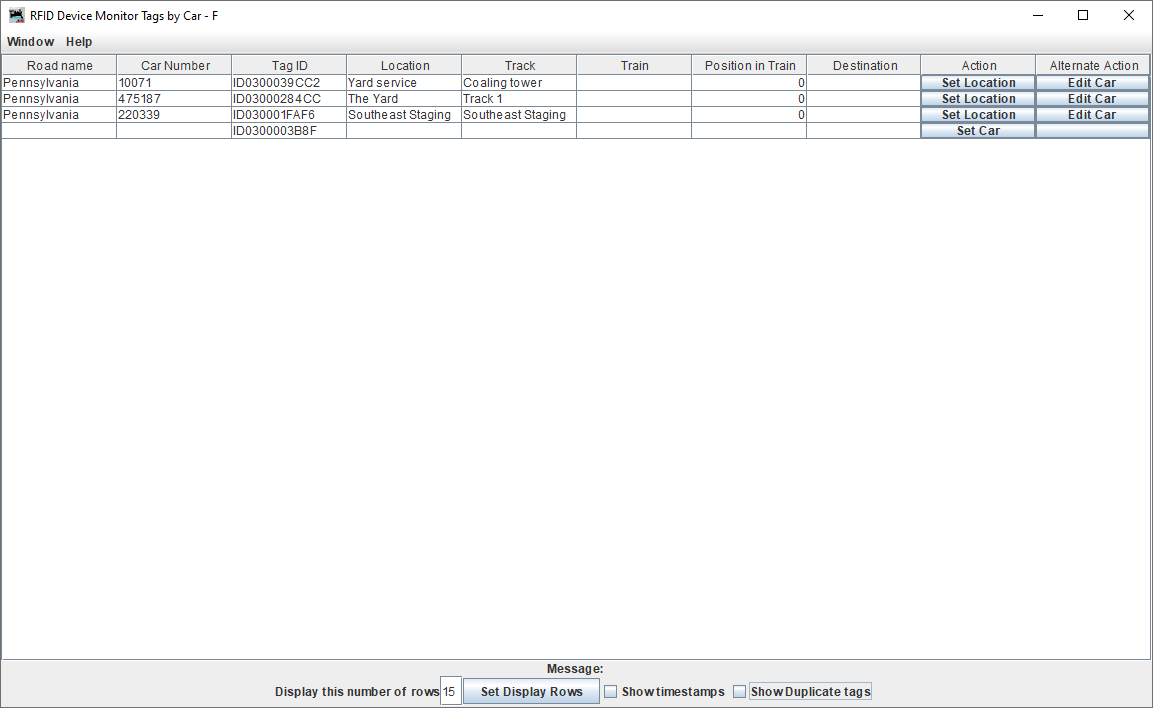 RFID Device Monitor Tags by Car - F
Window Help
Road name Car Number Tag ID Location Track Train Position in Train Destination Action Alternate Action
Pennsylvania 10071 ID0300039CC2 Yard service Coaling tower 0 Set Location Edit Car
Pennsylvania 475187 ID03000284CC The Yard Track 1 0 Set Location Edit Car
Pennsylvania 220339 ID030001FAF6 Southeast Staging Southeast Staging 0 Set Location Edit Car
ID0300003B8F Set Car
Message:
Display this number of rows 15 Set Display Rows Show timestamps Show Duplicate tags